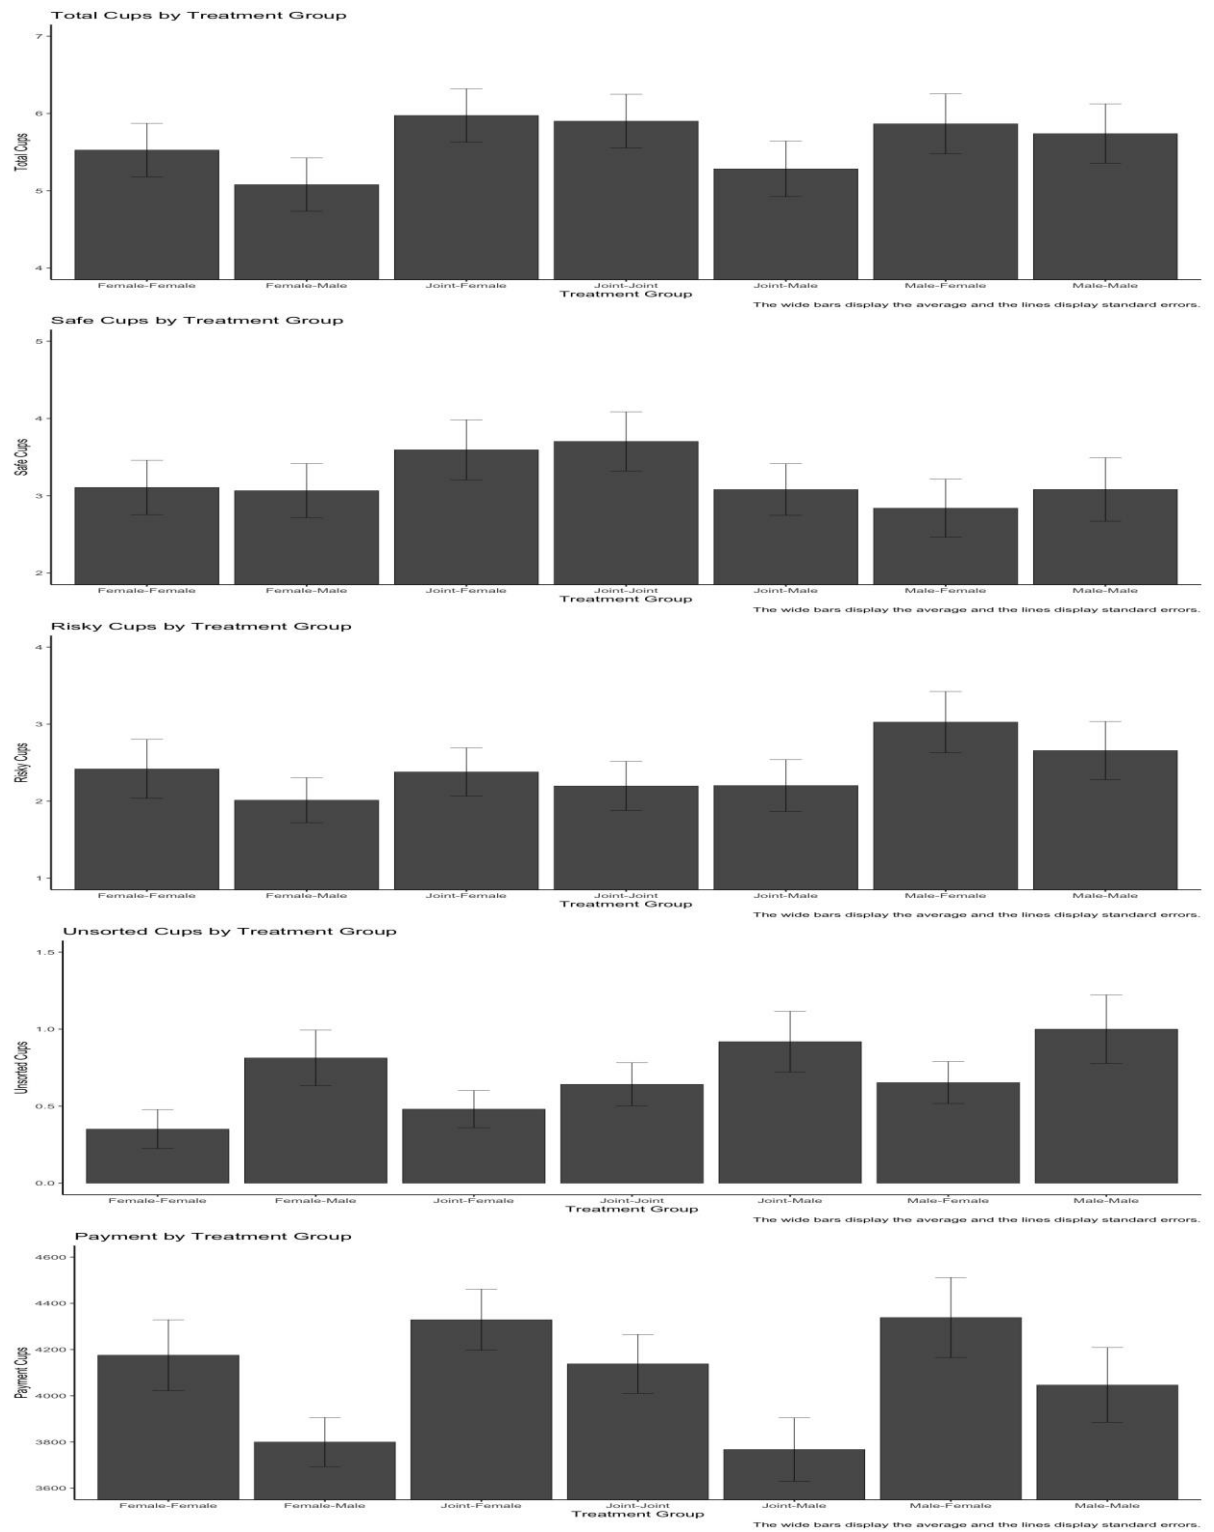 Total Cups by Treatment Group
7
6
5
4
Total Cups
Female-Female Female-Male Joint-Female Joint-Joint Joint-Male Male-Female Male-Male
Treatment Group
The wide bars display the average and the lines display standard errors.
Safe Cups by Treatment Group
5
4
3
2
Safe Cups
Female-Female Female-Male Joint-Female Joint-Joint Joint-Male Male-Female Male-Male
Treatment Group
The wide bars display the average and the lines display standard errors.
Risky Cups by Treatment Group
4
3
2
1
Risky Cups
Female-Female Female-Male Joint-Female Joint-Joint Joint-Male Male-Female Male-Male
Treatment Group
The wide bars display the average and the lines display standard errors.
Unsorted Cups by Treatment Group
1.5
1.0
0.5
0.0
Unsorted Cups
Female-Female Female-Male Joint-Female Joint-Joint Joint-Male Male-Female Male-Male
Treatment Group
The wide bars display the average and the lines display standard errors.
Payment by Treatment Group
4600
4400
4200
4000
3800
3600
Payment Cups
Female-Female Female-Male Joint-Female Joint-Joint Joint-Male Male-Female Male-Male
Treatment Group
The wide bars display the average and the lines display standard errors.